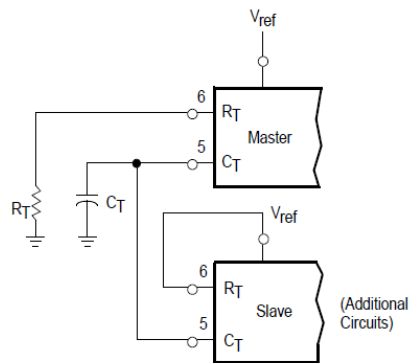 Vref
6
RT
Master
5
CT
RT
CT
Vref
6
RT
Slave
(Additional
Circuits)
5
CT